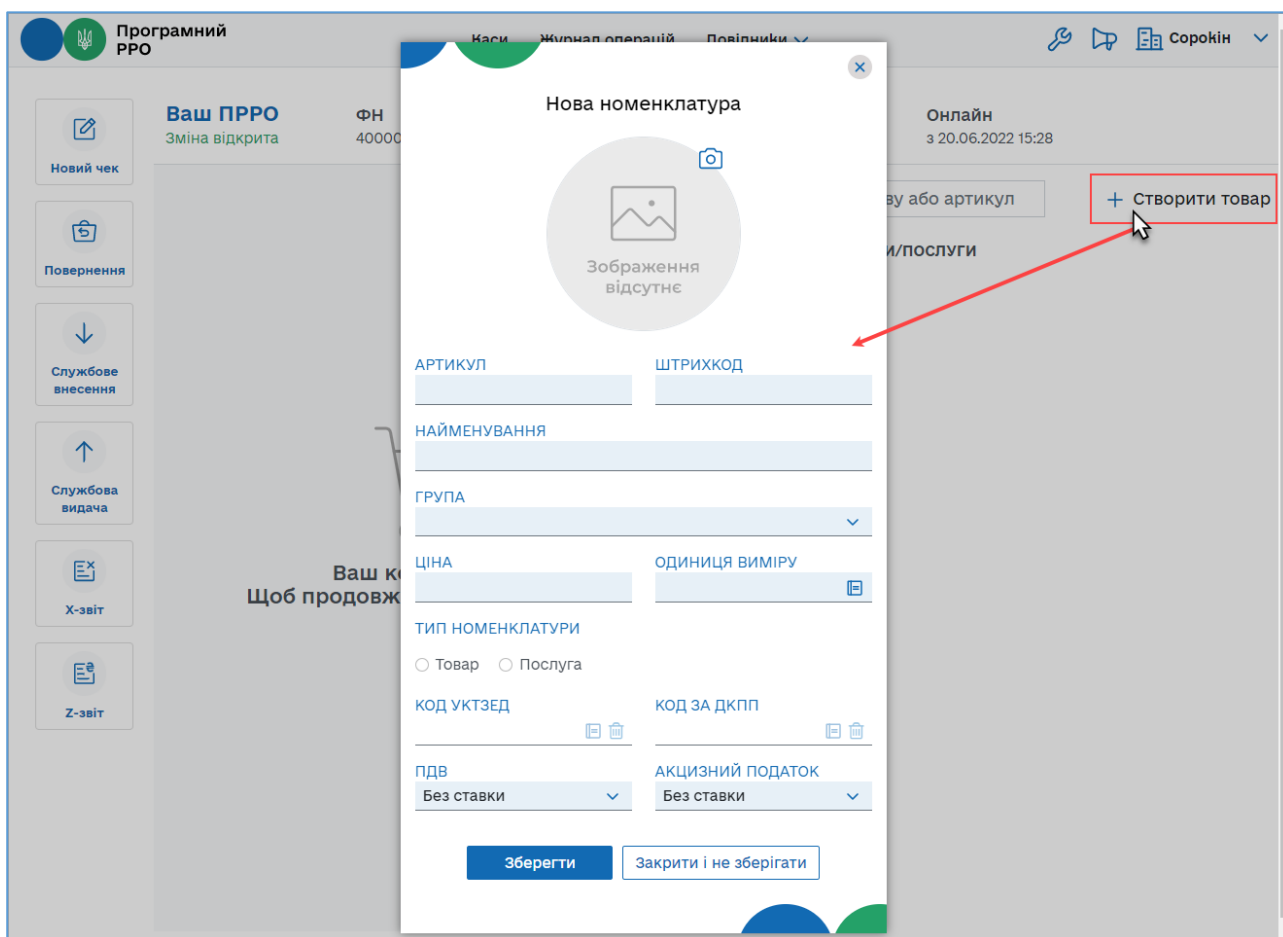 Програмний
РРО
Каси Журнал операцій Довідники
Сорокін
Новий чек
Повернення
Службове
внесення
Службова
видача
X-звіт
Z-звіт
Ваш ПРРО
Зміна відкрита
ФН
40000
Онлайн
з 20.06.2022 15:28
ву або артикул
+ Створити товар
и/послуги
Ваш к
Щоб продовж
Нова номенклатура
Зображення
відсутнє
АРТИКУЛ ШТРИХКОД
НАЙМЕНУВАННЯ
ГРУПА
ЦІНА ОДИНИЦЯ ВИМІРУ
ТИП НОМЕНКЛАТУРИ
Товар Послуга
КОД УКТЗЕД КОД ЗА ДКПП
ПДВ АКЦИЗНИЙ ПОДАТОК
Без ставки Без ставки
Зберегти Закрити і не зберігати